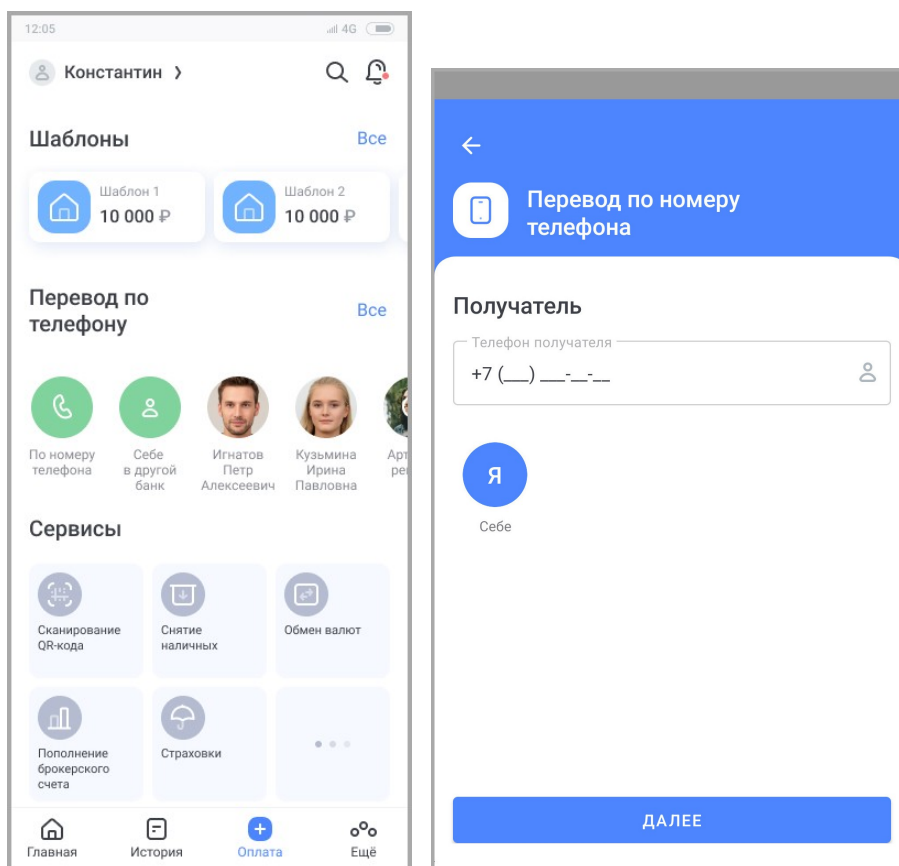 12:05
4G
Константин
Шаблоны
Все
Шаблон 1
10 000 ₽
Шаблон 2
10 000 ₽
Перевод по
телефону
Все
По номеру
телефона
Себе
в другой
банк
Игнатов
Петр
Алексеевич
Кузьмина
Ирина
Павловна
Сервисы
Сканирование
QR-кода
Снятие
наличных
Обмен валют
Пополнение
брокерского
счета
Страховки
Главная
История
Оплата
Ещё
Перевод по номеру
телефона
Получатель
Телефон получателя
+7 (__) ___-__-__
Я
Себе
ДАЛЕЕ